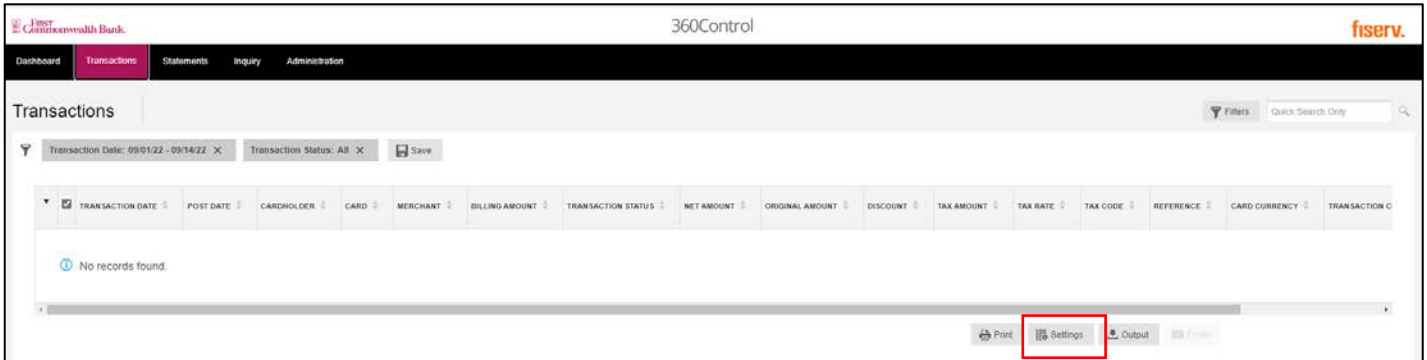 First Commonwealth Bank.
360Control
fiserv.
Dashboard Transactions Statements Inquiry Administration
Transactions
Filters Quick Search Only
Transaction Date: 09/01/22 - 09/14/22 X Transaction Status: All X Save
TRANSACTION DATE POST DATE CARDHOLDER CARD MERCHANT BILLING AMOUNT TRANSACTION STATUS NET AMOUNT ORIGINAL AMOUNT DISCOUNT TAX AMOUNT TAX RATE TAX CODE REFERENCE CARD CURRENCY TRANSACTION C
No records found.
Print Settings Output